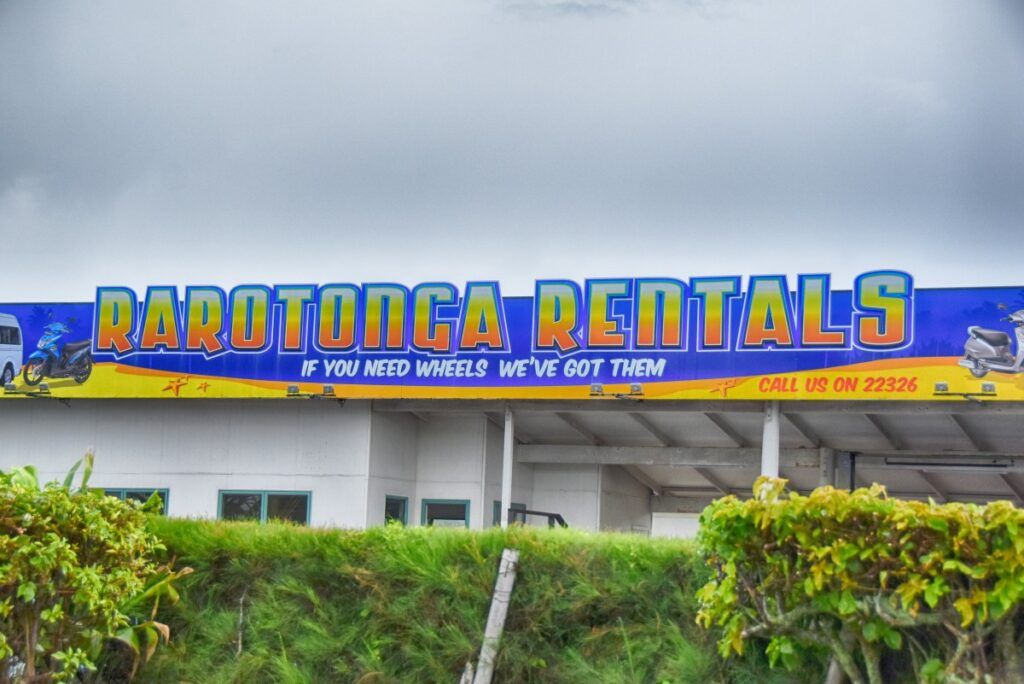 RAROTONGA RENTALS
IF YOU NEED WHEELS WE'VE GOT THEM
CALL US ON 22326